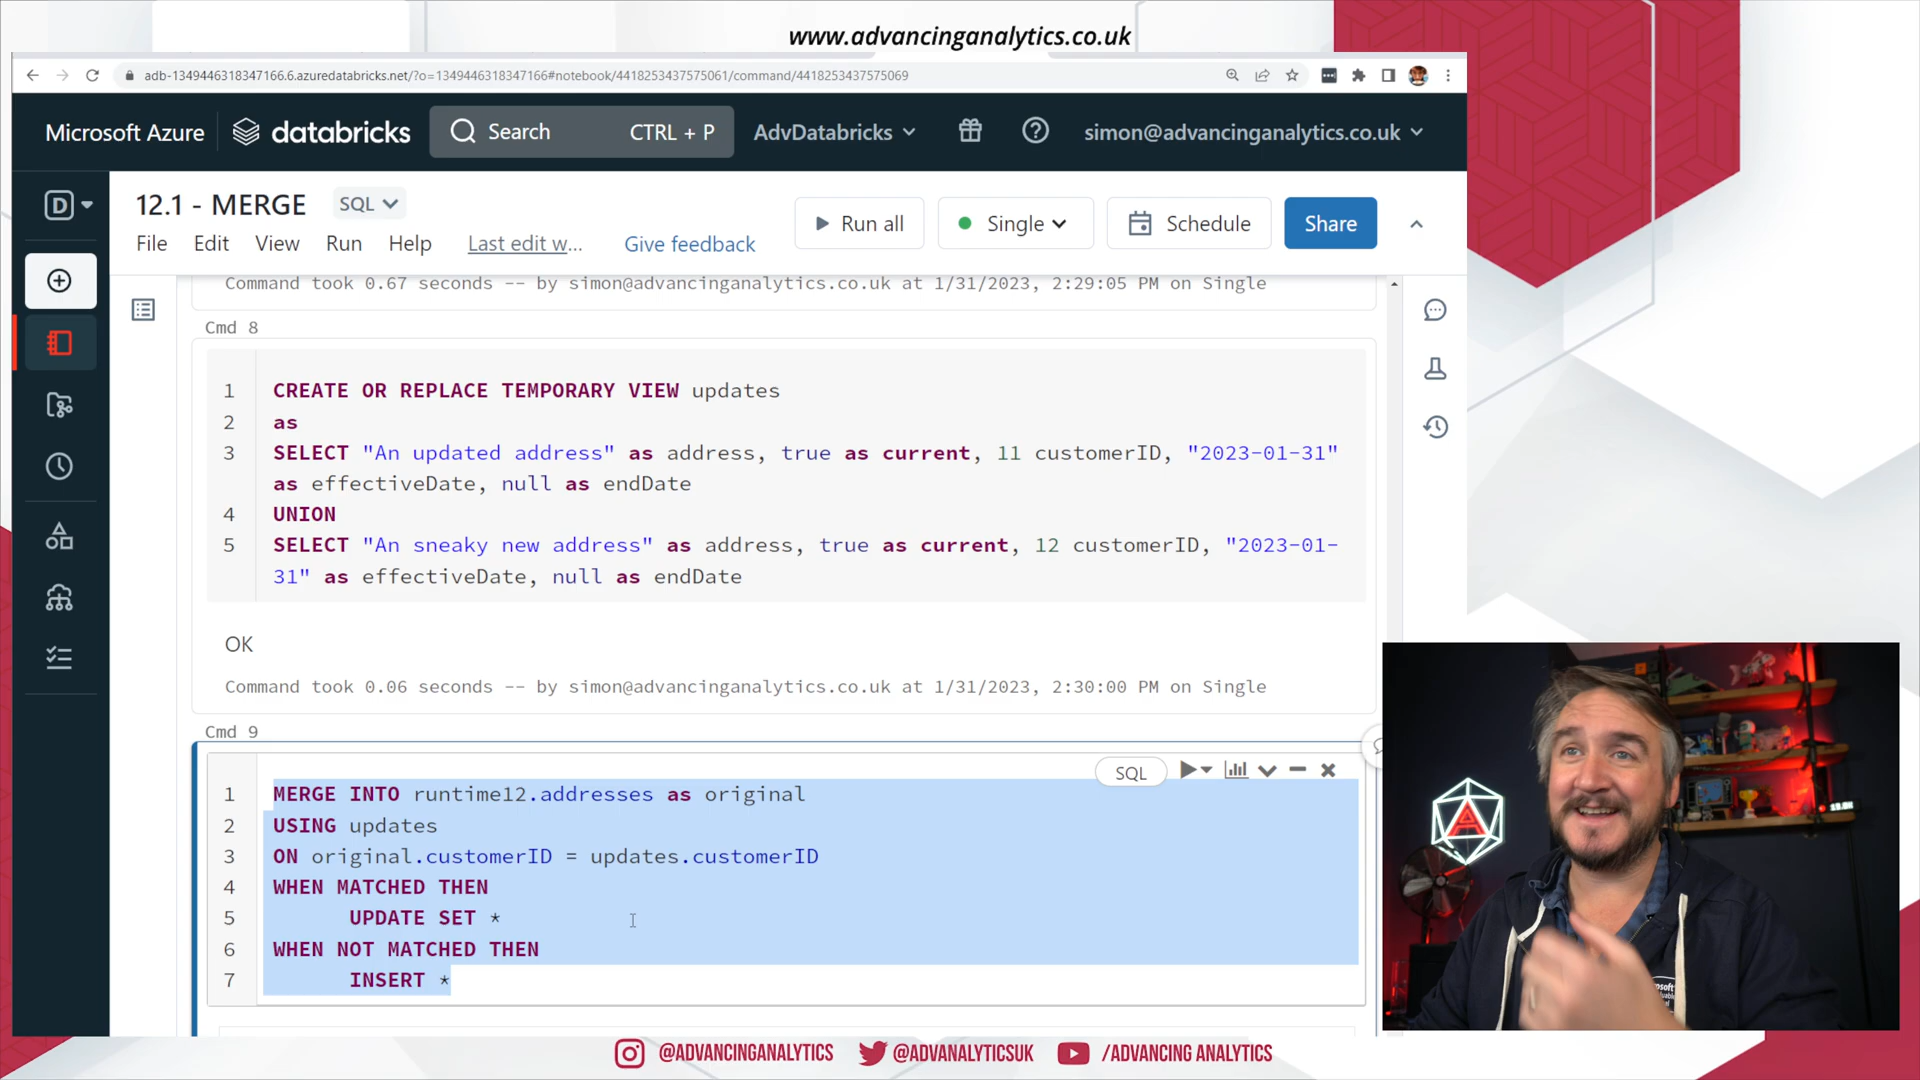 www.advancinganalytics.co.uk
adb-1349446318347166.6.azuredatabricks.net/?o=1349446318347166#notebook/4418253437575061/command/4418253437575069
Microsoft Azure databricks Search CTRL + P AdvDatabricks simon@advancinganalytics.co.uk
D
12.1 - MERGE SQL
Run all Single Schedule Share
File Edit View Run Help Last edit w... Give feedback
Command took 0.67 seconds -- by simon@advancinganalytics.co.uk at 1/31/2023, 2:29:05 PM on Single
Cmd 8
1 CREATE OR REPLACE TEMPORARY VIEW updates
2 as
3 SELECT "An updated address" as address, true as current, 11 customerID, "2023-01-31"
as effectiveDate, null as endDate
4 UNION
5 SELECT "An sneaky new address" as address, true as current, 12 customerID, "2023-01-
31" as effectiveDate, null as endDate
OK
Command took 0.06 seconds -- by simon@advancinganalytics.co.uk at 1/31/2023, 2:30:00 PM on Single
Cmd 9
SQL
1 MERGE INTO runtime12.addresses as original
2 USING updates
3 ON original.customerID = updates.customerID
4 WHEN MATCHED THEN
5 UPDATE SET *
6 WHEN NOT MATCHED THEN
7 INSERT *
A
@ADVANCINGANALYTICS @ADVANALYTICSUK /ADVANCING ANALYTICS